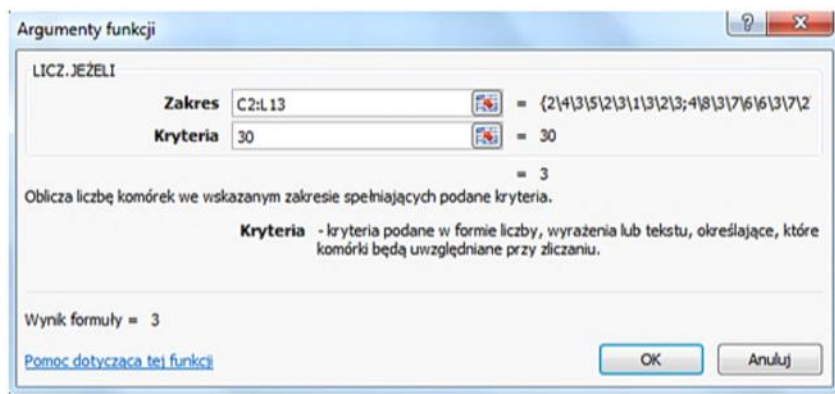 Argumenty funkcji
LICZ.JEŻELI
Zakres C2:L13 = {2\4\3\5\2\3\1\3\2\3;4\8\3\7\6\6\3\7\2
Kryteria 30 = 30
= 3
Oblicza liczbę komórek we wskazanym zakresie spełniających podane kryteria.
Kryteria - kryteria podane w formie liczby, wyrażenia lub tekstu, określające, które
komórki będą uwzględniane przy zliczaniu.
Wynik formuły = 3
Pomoc dotycząca tej funkcji
OK Anuluj